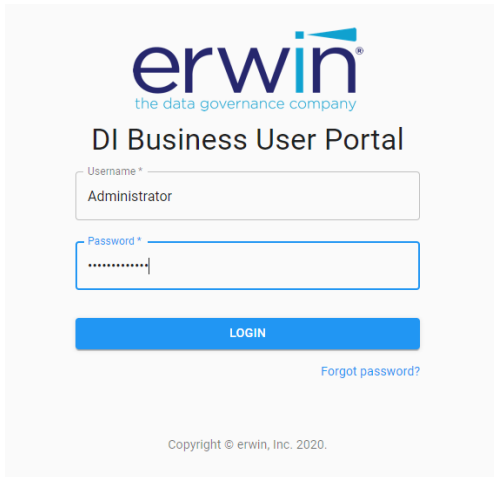 erwin®
the data governance company
DI Business User Portal
Username *
Administrator
Password *
•••••••••••••
LOGIN
Forgot password?
Copyright © erwin, Inc. 2020.